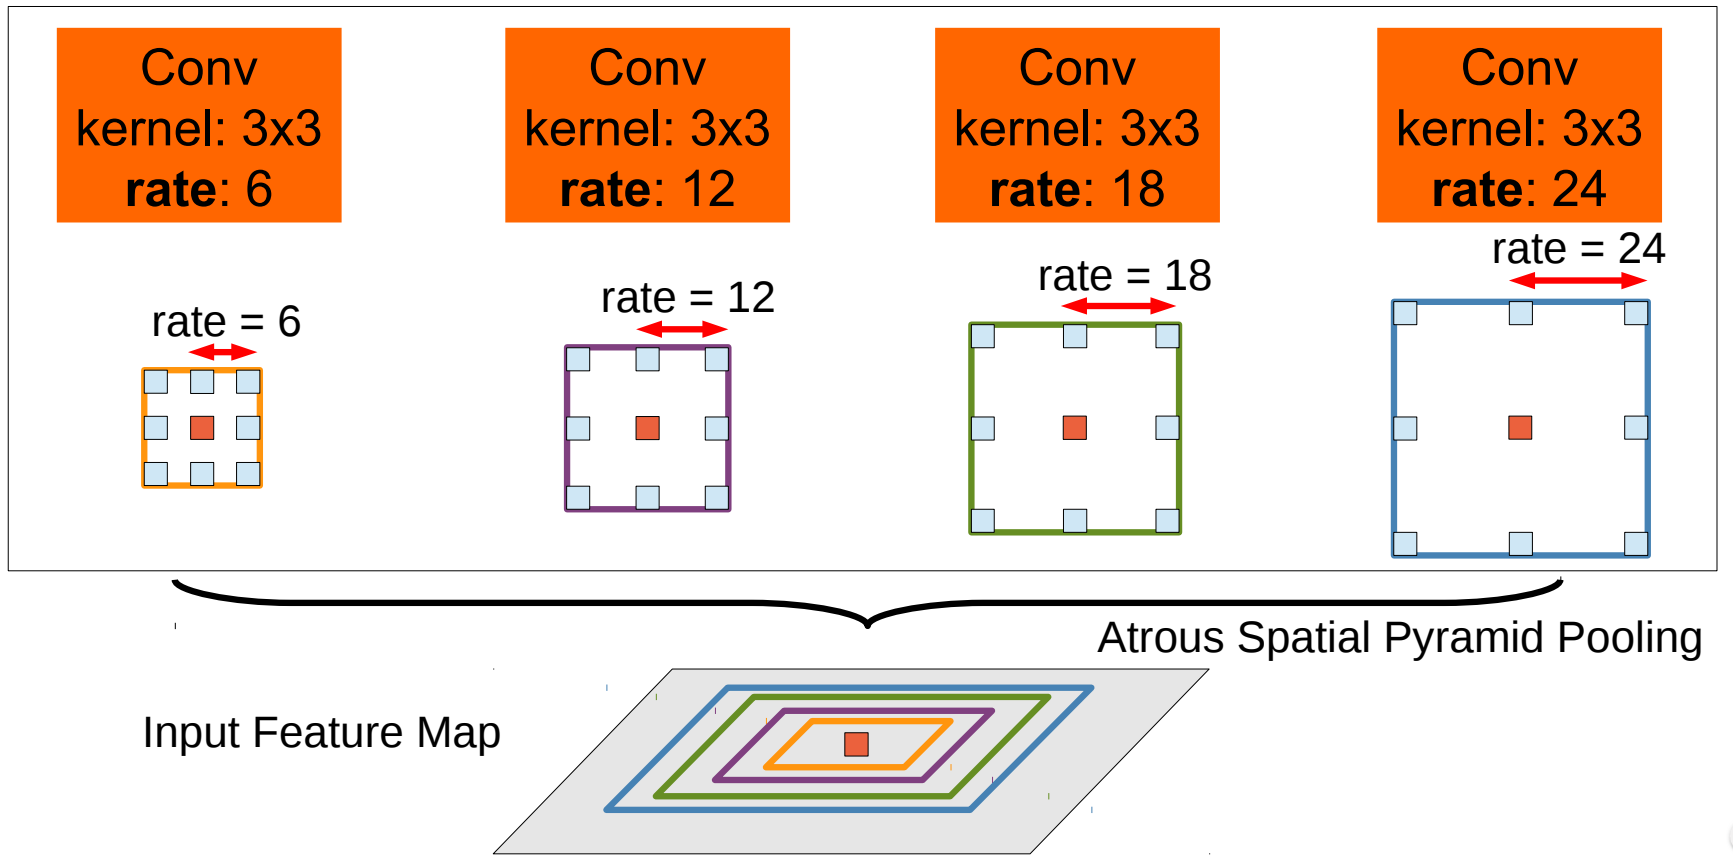 Conv
kernel: 3x3
rate: 6
Conv
kernel: 3x3
rate: 12
Conv
kernel: 3x3
rate: 18
Conv
kernel: 3x3
rate: 24
rate = 6
rate = 12
rate = 18
rate = 24
Atrous Spatial Pyramid Pooling
Input Feature Map